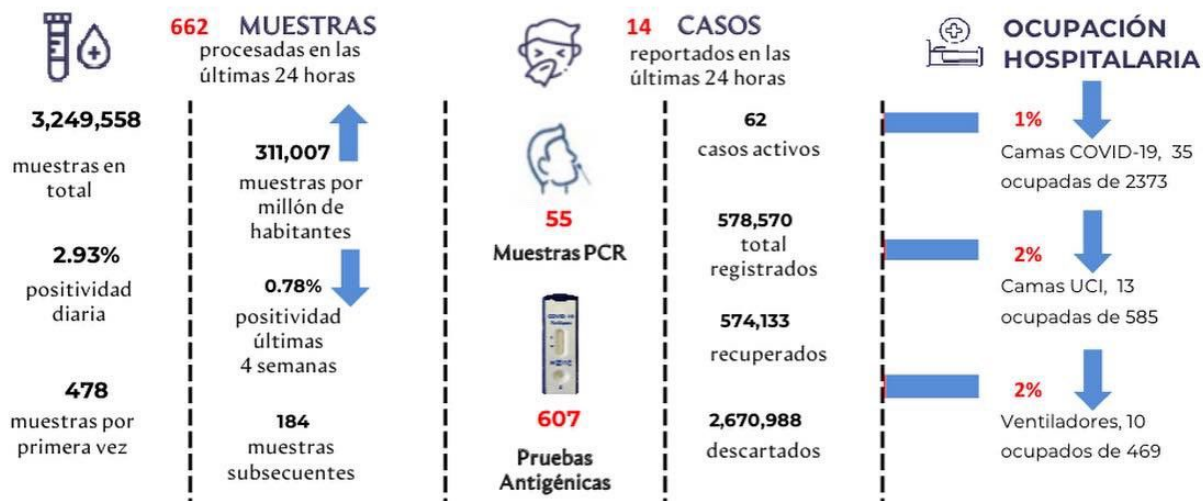 662 MUESTRAS
procesadas en las
últimas 24 horas
3,249,558
muestras en
total
2.93%
positividad
diaria
478
muestras por
primera vez
311,007
muestras por
millón de
habitantes
0.78%
positividad
últimas
4 semanas
184
muestras
subsecuentes
14 CASOS
reportados en las
últimas 24 horas
55
Muestras PCR
COVID-19
607
Pruebas
Antigénicas
62
casos activos
578,570
total
registrados
574,133
recuperados
2,670,988
descartados
OCUPACIÓN
HOSPITALARIA
1%
Camas COVID-19, 35
ocupadas de 2373
2%
Camas UCI, 13
ocupadas de 585
2%
Ventiladores, 10
ocupados de 469